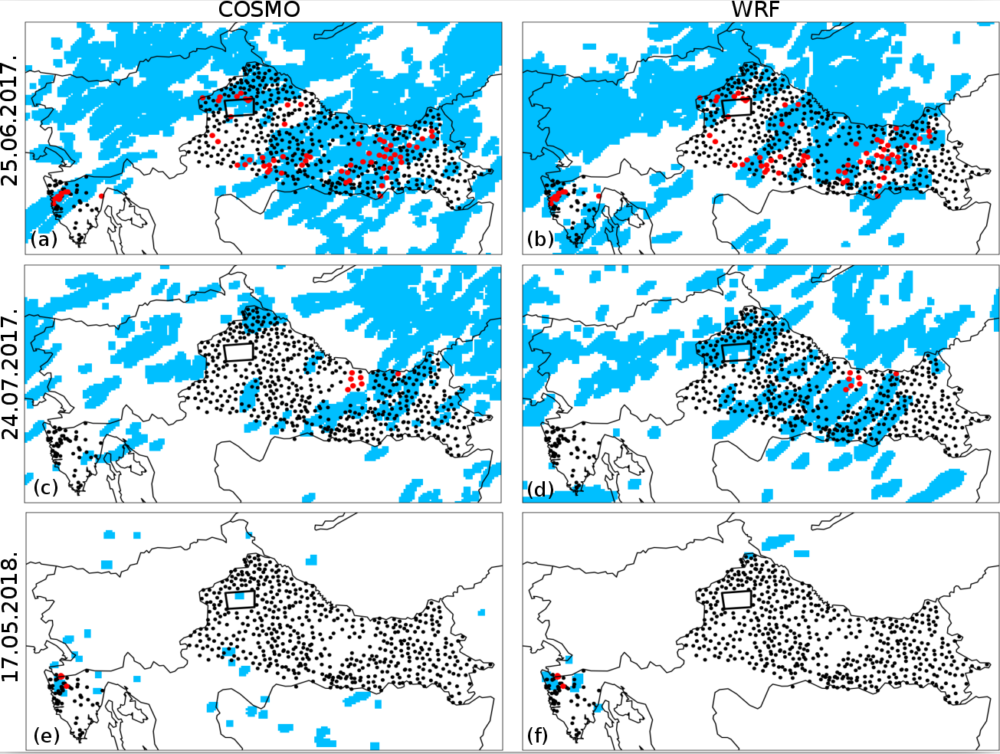 COSMO WRF
25.06.2017.
(a) (b)
24.07.2017.
(c) (d)
17.05.2018.
(e) (f)